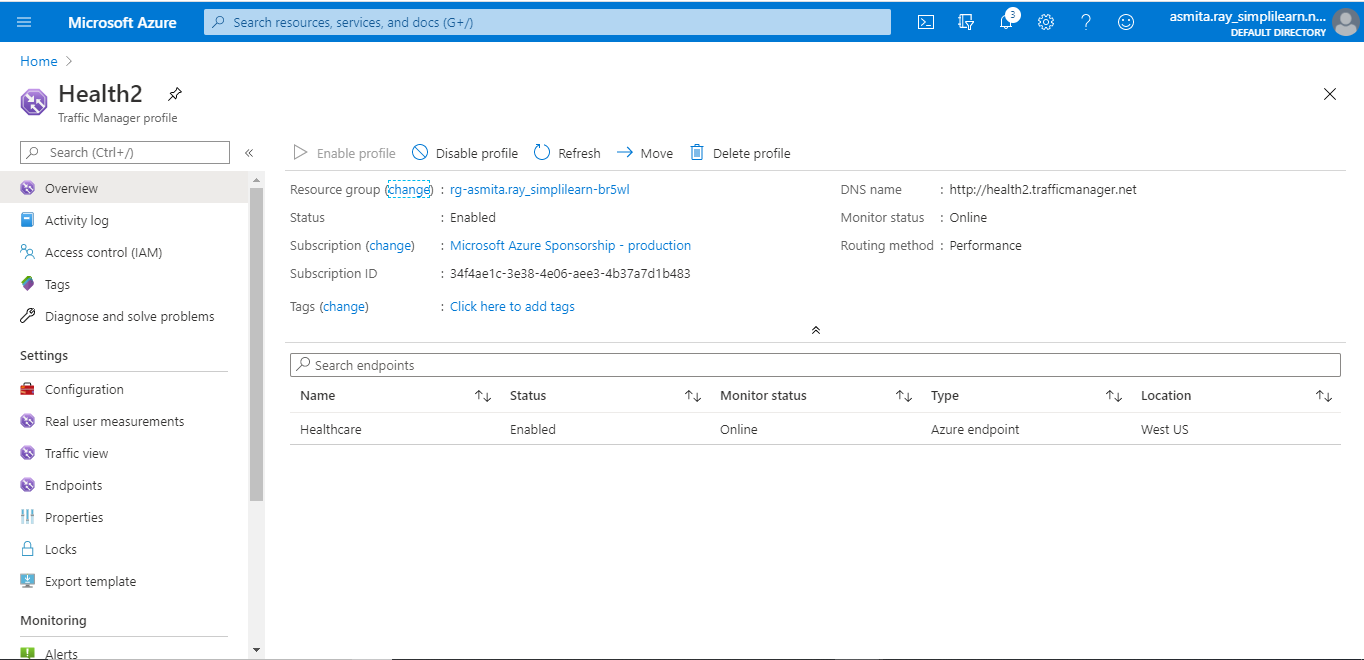 Microsoft Azure
Search resources, services, and docs (G+/)
3
asmita.ray_simplilearn.n...
DEFAULT DIRECTORY
Home
Health2
Traffic Manager profile
Search (Ctrl+/)
Enable profile
Disable profile
Refresh
Move
Delete profile
Overview
Activity log
Access control (IAM)
Tags
Diagnose and solve problems
Settings
Configuration
Real user measurements
Traffic view
Endpoints
Properties
Locks
Export template
Monitoring
Alerts
Resource group (change) : rg-asmita.ray_simplilearn-br5wl
Status : Enabled
Subscription (change) : Microsoft Azure Sponsorship - production
Subscription ID : 34f4ae1c-3e38-4e06-aee3-4b37a7d1b483
Tags (change) : Click here to add tags
DNS name : http://health2.trafficmanager.net
Monitor status : Online
Routing method : Performance
Search endpoints
Name Status Monitor status Type Location
Healthcare Enabled Online Azure endpoint West US